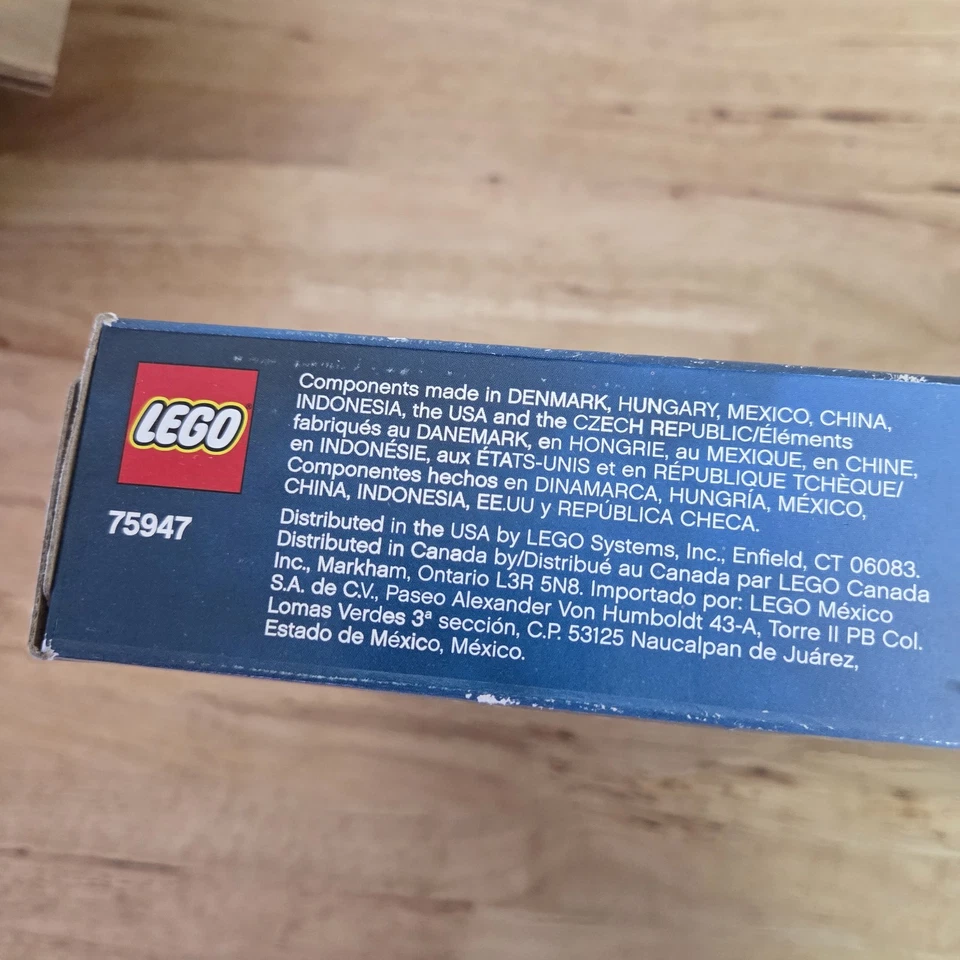 LEGO
75947
Components made in DENMARK, HUNGARY, MEXICO, CHINA,
INDONESIA, the USA and the CZECH REPUBLIC/Éléments
fabriqués au DANEMARK, en HONGRIE, au MEXIQUE, en CHINE,
en INDONÉSIE, aux ÉTATS-UNIS et en RÉPUBLIQUE TCHÈQUE/
Componentes hechos en DINAMARCA, HUNGRÍA, MÉXICO,
CHINA, INDONESIA, EE.UU y REPÚBLICA CHECA.
Distributed in the USA by LEGO Systems, Inc., Enfield, CT 06083.
Distributed in Canada by/Distribué au Canada par LEGO Canada
Inc., Markham, Ontario L3R 5N8. Importado por: LEGO México
S.A. de C.V., Paseo Alexander Von Humboldt 43-A, Torre II PB Col.
Lomas Verdes 3ª sección, C.P. 53125 Naucalpan de Juárez,
Estado de México, México.